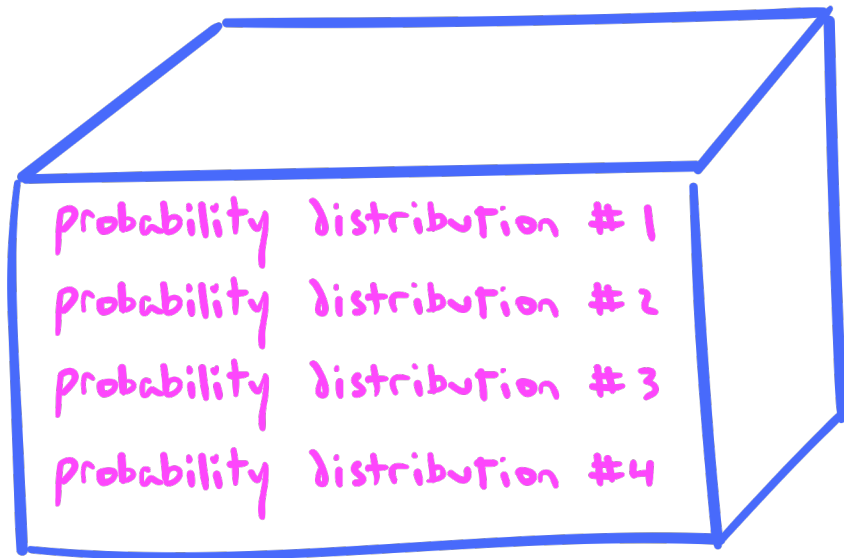 probability distribution # 1
probability distribution # 2
probability distribution # 3
probability distribution #4